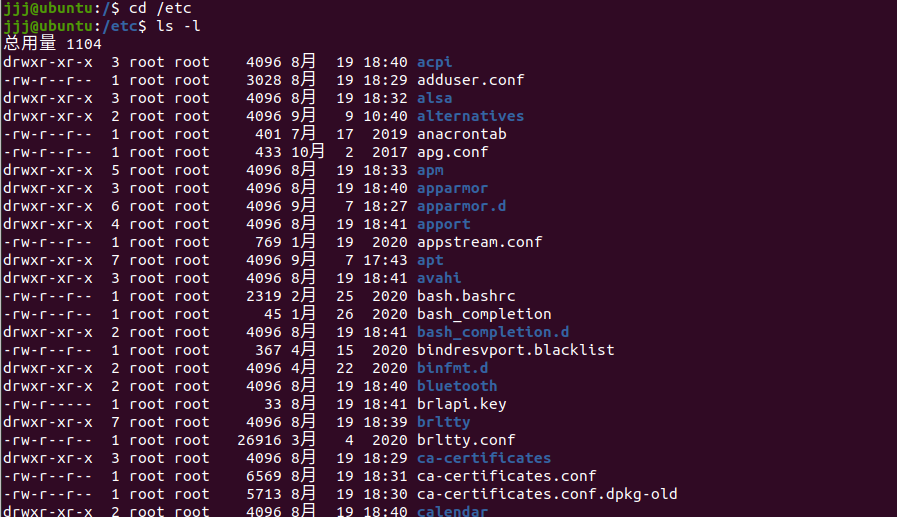 jjj@ubuntu:/$ cd /etc
jjj@ubuntu:/etc$ ls -l
总用量 1104
drwxr-xr-x  3 root root    4096 8月  19 18:40 acpi
-rw-r--r--  1 root root    3028 8月  19 18:29 adduser.conf
drwxr-xr-x  3 root root    4096 8月  19 18:32 alsa
drwxr-xr-x  2 root root    4096 9月   9 10:40 alternatives
-rw-r--r--  1 root root     401 7月  17  2019 anacrontab
-rw-r--r--  1 root root     433 10月  2  2017 apg.conf
drwxr-xr-x  5 root root    4096 8月  19 18:33 apm
drwxr-xr-x  3 root root    4096 8月  19 18:40 apparmor
drwxr-xr-x  6 root root    4096 9月   7 18:27 apparmor.d
drwxr-xr-x  4 root root    4096 8月  19 18:41 apport
-rw-r--r--  1 root root     769 1月  19  2020 appstream.conf
drwxr-xr-x  7 root root    4096 9月   7 17:43 apt
drwxr-xr-x  3 root root    4096 8月  19 18:41 avahi
-rw-r--r--  1 root root    2319 2月  25  2020 bash.bashrc
-rw-r--r--  1 root root      45 1月  26  2020 bash_completion
drwxr-xr-x  2 root root    4096 8月  19 18:41 bash_completion.d
-rw-r--r--  1 root root     367 4月  15  2020 bindresvport.blacklist
drwxr-xr-x  2 root root    4096 4月  22  2020 binfmt.d
drwxr-xr-x  2 root root    4096 8月  19 18:40 bluetooth
-rw-r-----  1 root root      33 8月  19 18:41 brlapi.key
drwxr-xr-x  7 root root    4096 8月  19 18:39 brltty
-rw-r--r--  1 root root   26916 3月   4  2020 brltty.conf
drwxr-xr-x  3 root root    4096 8月  19 18:29 ca-certificates
-rw-r--r--  1 root root    6569 8月  19 18:31 ca-certificates.conf
-rw-r--r--  1 root root    5713 8月  19 18:30 ca-certificates.conf.dpkg-old
drwxr-xr-x  2 root root    4096 8月  19 18:40 calendar